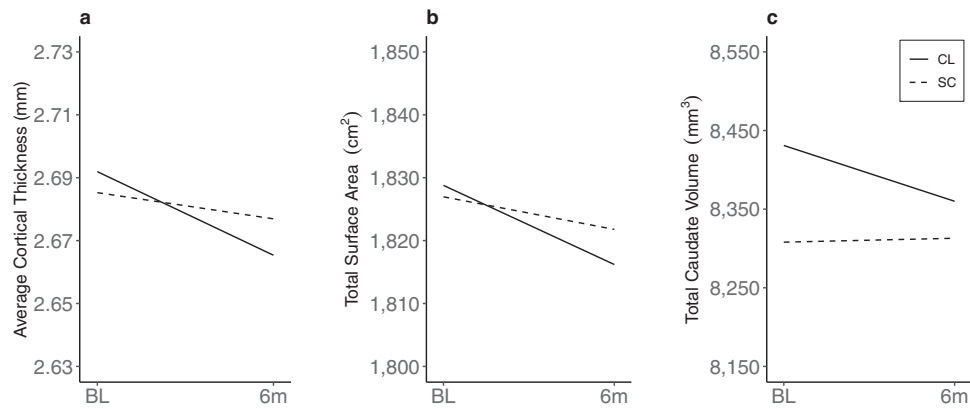 a
Average Cortical Thickness (mm)
2.73
2.71
2.69
2.67
2.65
2.63
BL
6m
b
Total Surface Area (cm²)
1,850
1,840
1,830
1,820
1,810
1,800
BL
6m
c
Total Caudate Volume (mm³)
8,550
8,450
8,350
8,250
8,150
BL
6m
CL
SC